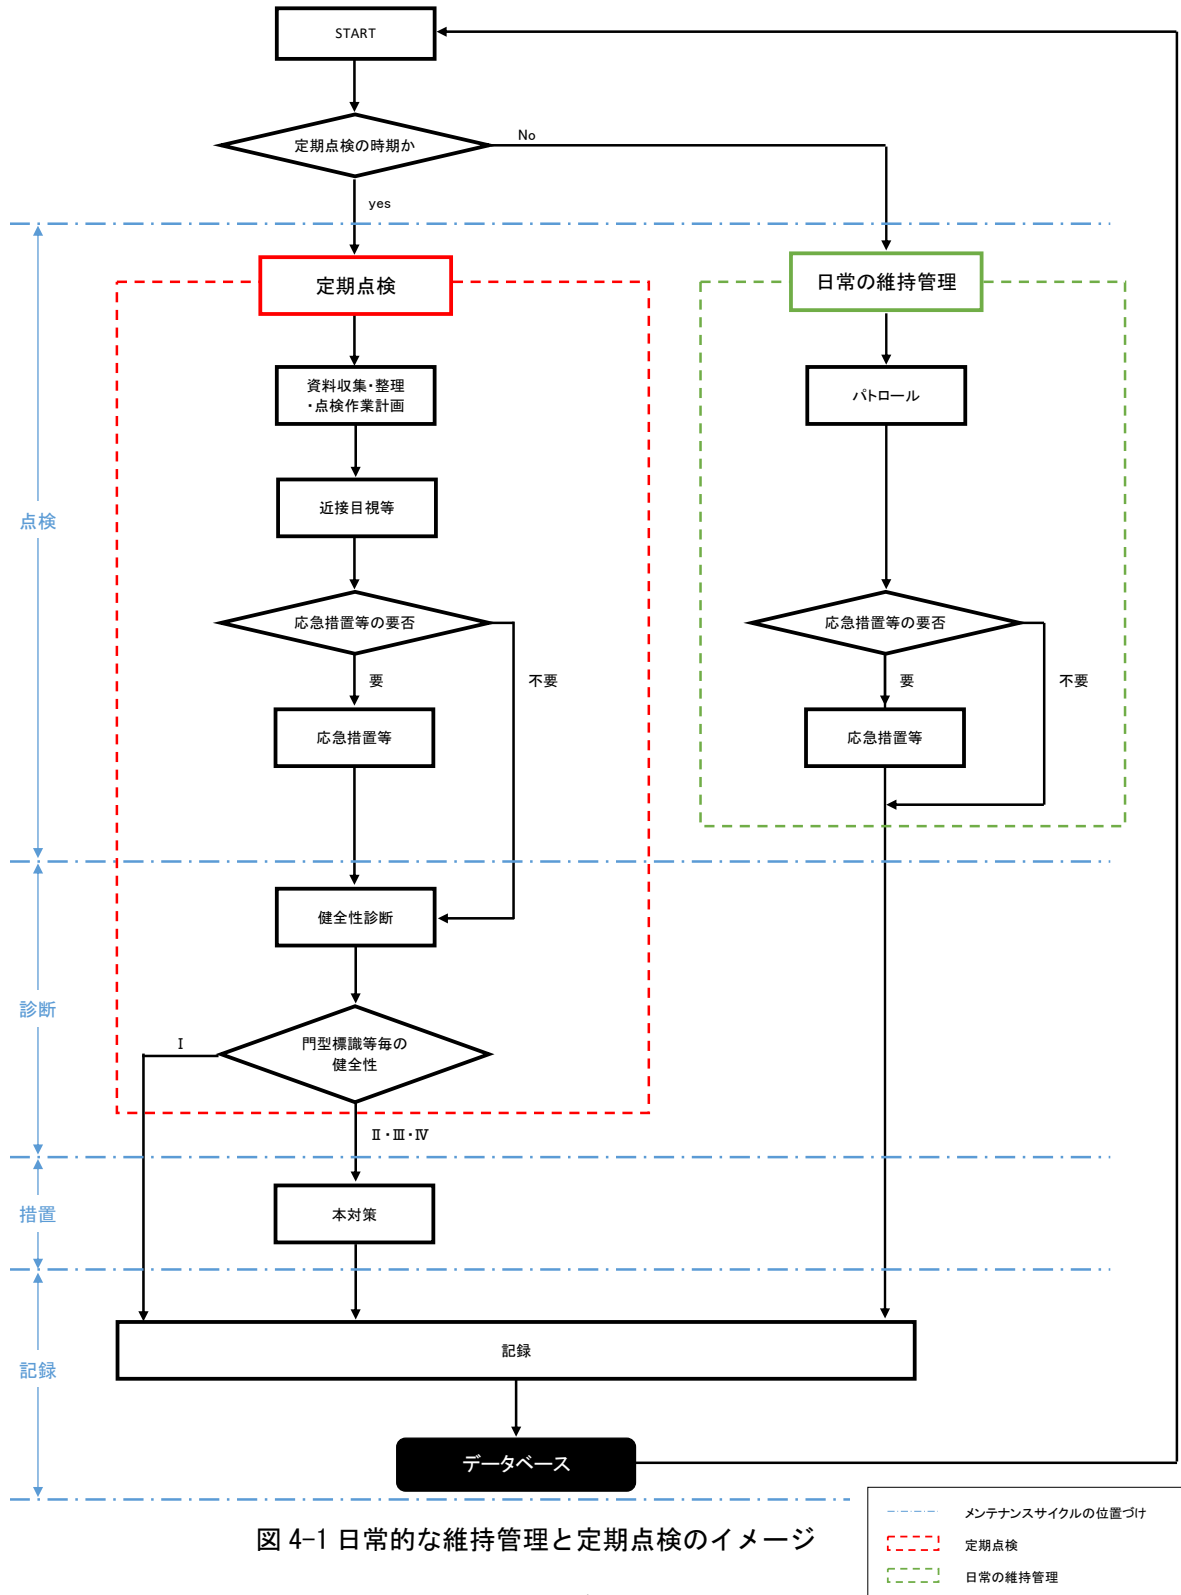 START
定期点検の時期か
No
yes
定期点検
日常の維持管理
資料収集・整理
・点検作業計画
パトロール
近接目視等
点検
応急措置等の要否
応急措置等の要否
要
不要
要
不要
応急措置等
応急措置等
健全性診断
診断
門型標識等毎の
健全性
Ⅰ
Ⅱ・Ⅲ・Ⅳ
措置
本対策
記録
記録
データベース
図 4-1 日常的な維持管理と定期点検のイメージ
メンテナンスサイクルの位置づけ
定期点検
日常の維持管理